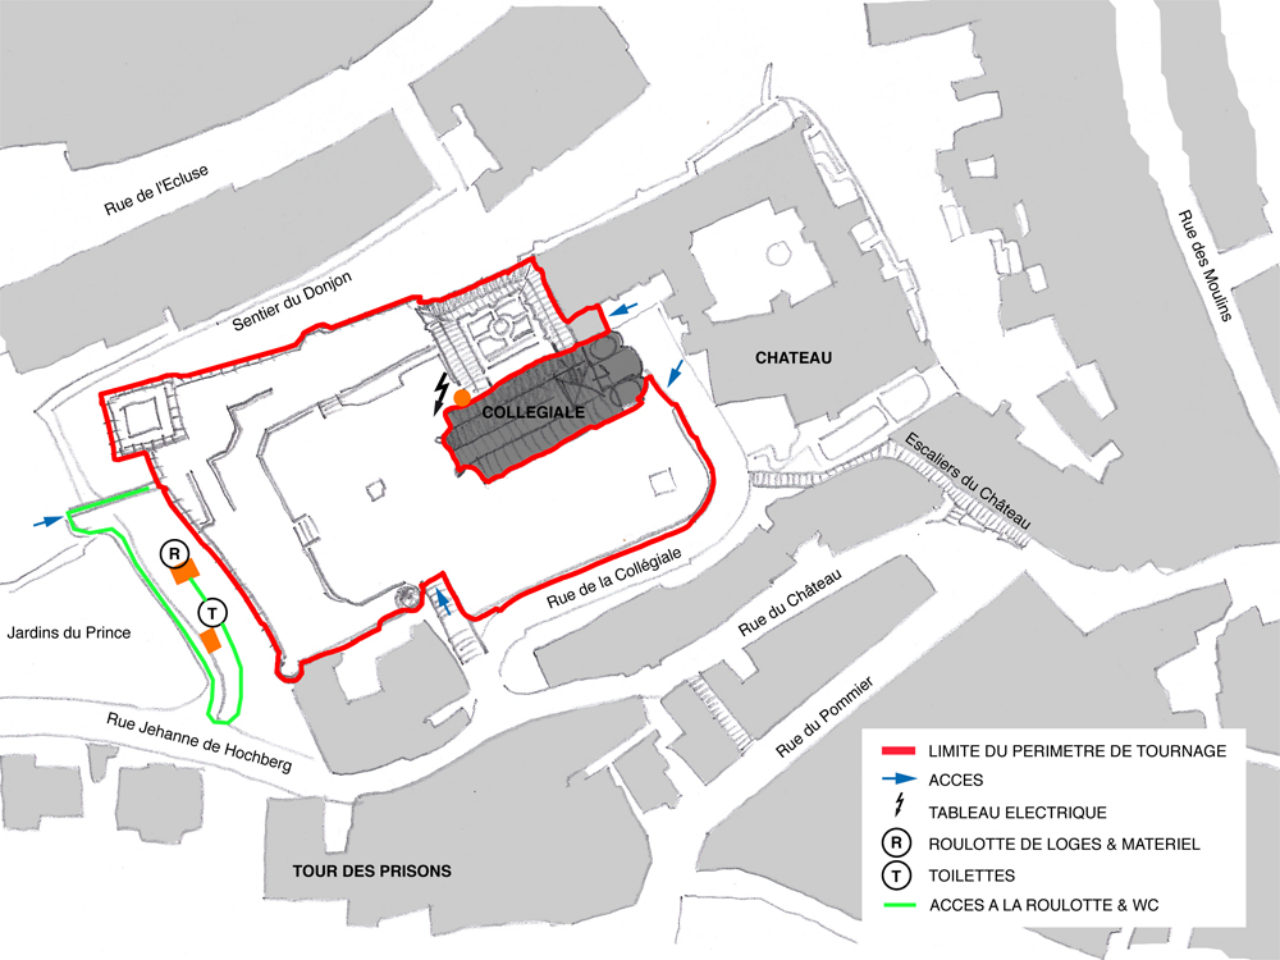 Rue de l'Ecluse
Rue des Moulins
Sentier du Donjon
CHATEAU
COLLEGIALE
Escaliers du Château
R
Rue de la Collégiale
Rue du Château
T
Jardins du Prince
Rue du Pommier
Rue Jehanne de Hochberg
TOUR DES PRISONS
LIMITE DU PERIMETRE DE TOURNAGE
ACCES
TABLEAU ELECTRIQUE
R ROULOTTE DE LOGES & MATERIEL
T TOILETTES
ACCES A LA ROULOTTE & WC